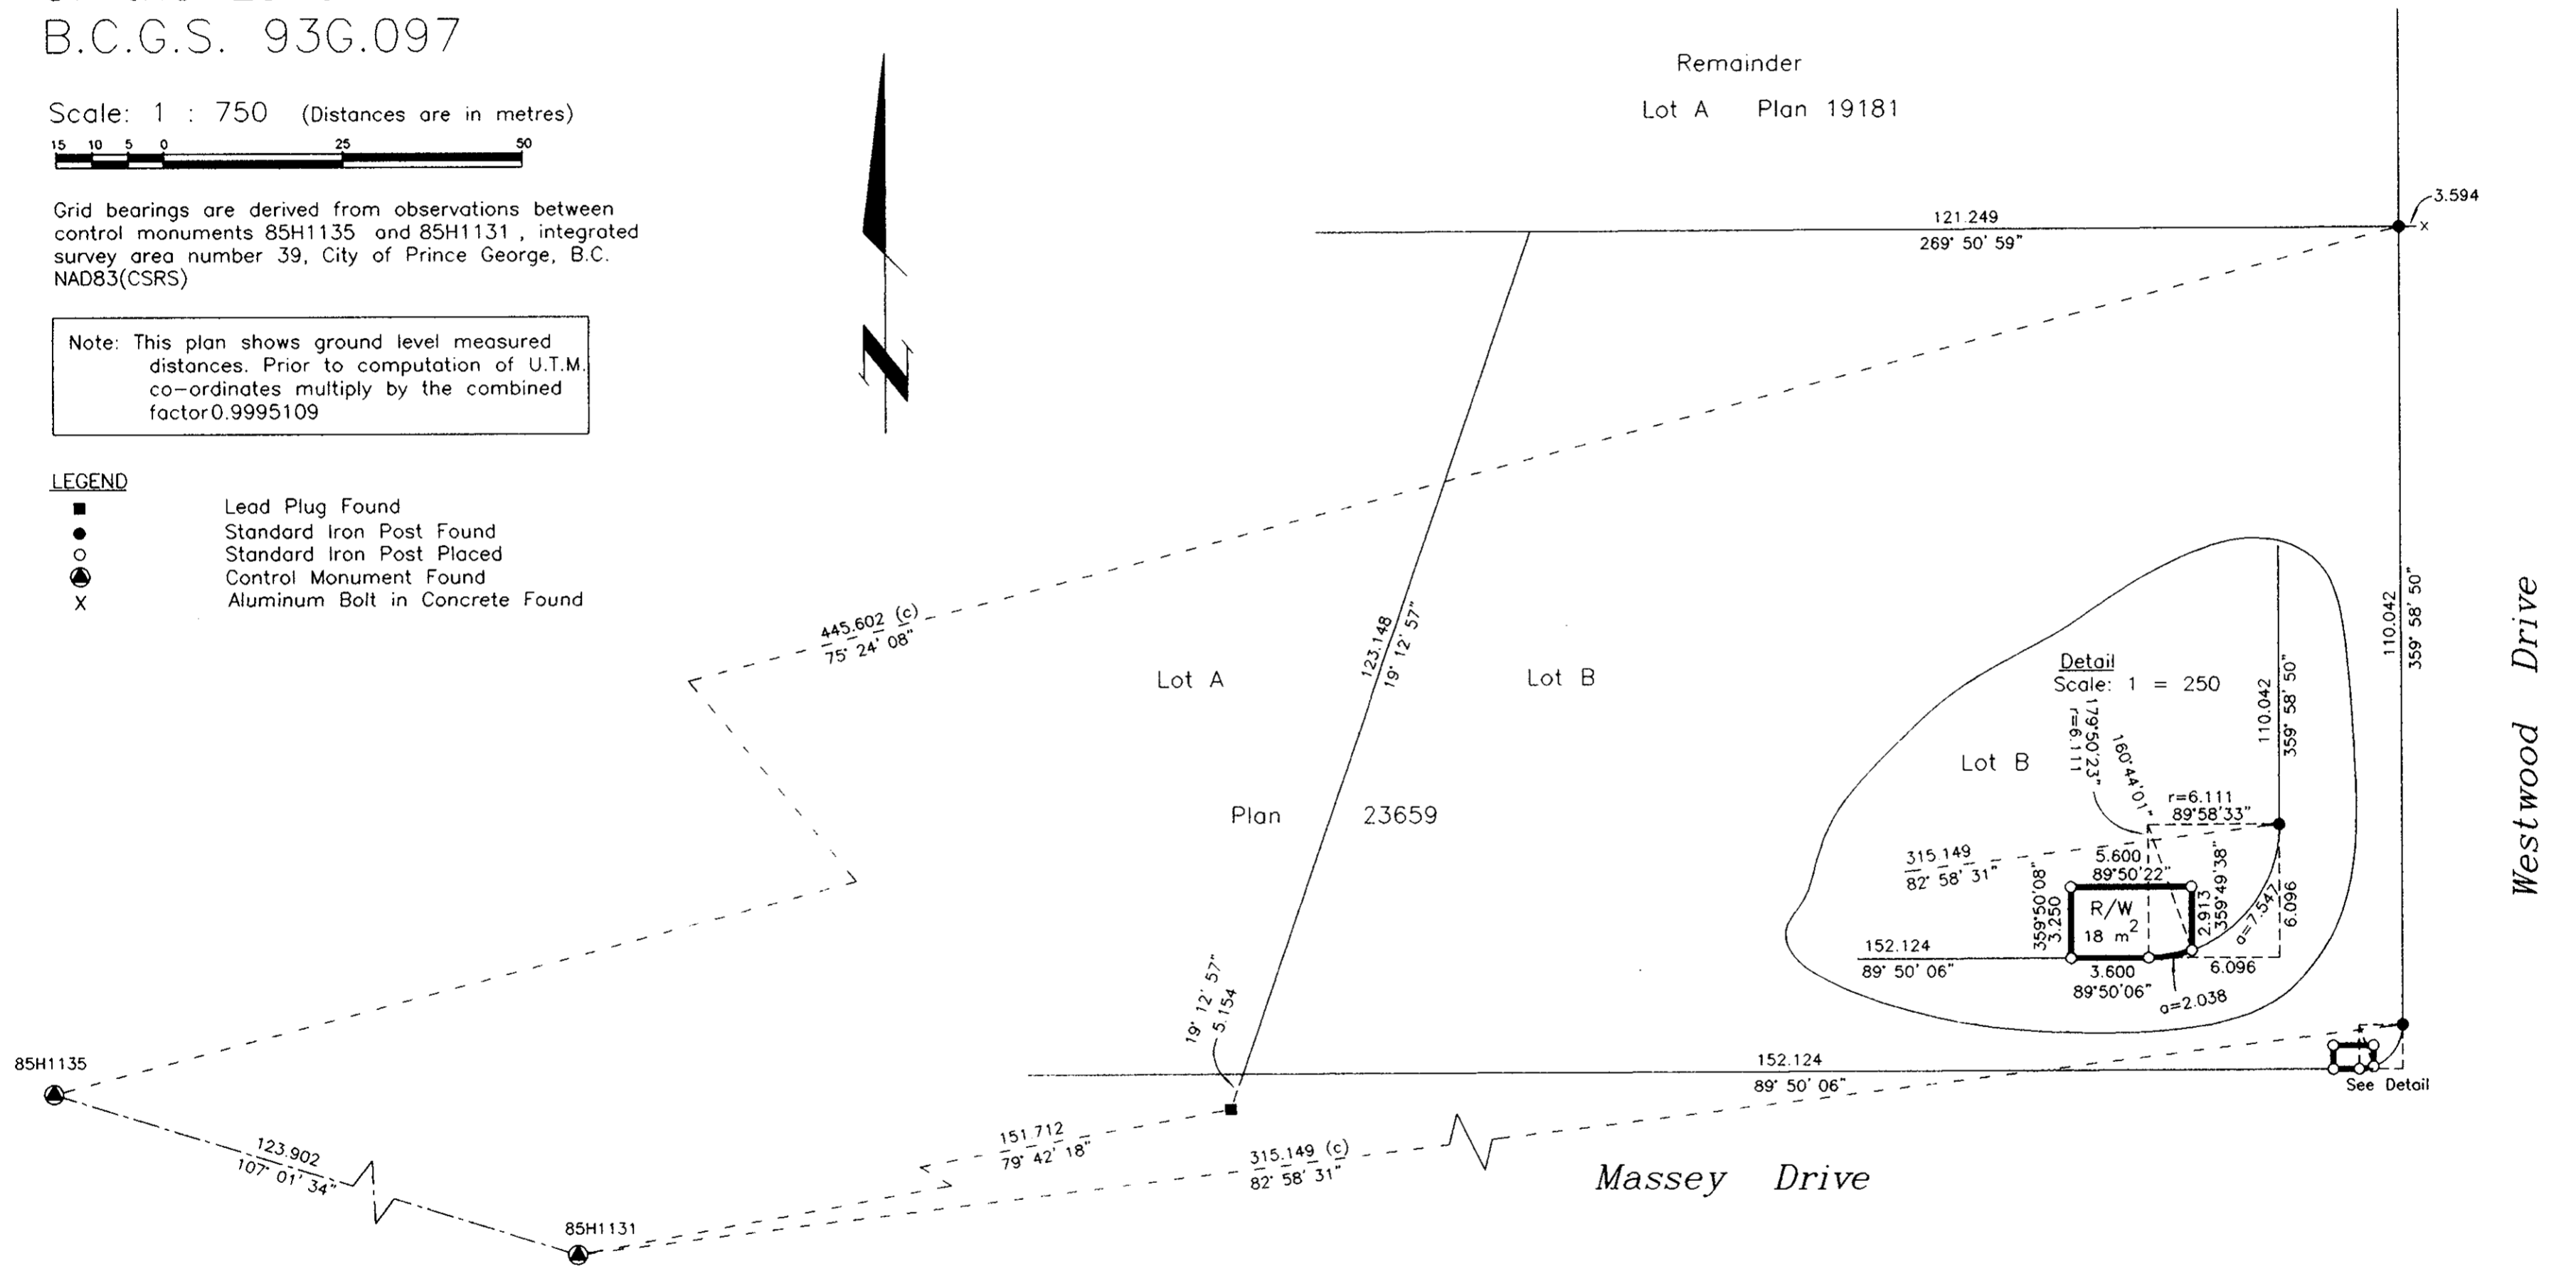 B.C.G.S. 93G.097
Scale: 1 : 750 (Distances are in metres)
15 10 5 0 25 50
Grid bearings are derived from observations between
control monuments 85H1135 and 85H1131 , integrated
survey area number 39, City of Prince George, B.C.
NAD83(CSRS)
Note: This plan shows ground level measured
distances. Prior to computation of U.T.M.
co-ordinates multiply by the combined
factor0.9995109
LEGEND
Lead Plug Found
Standard Iron Post Found
Standard Iron Post Placed
Control Monument Found
X Aluminum Bolt in Concrete Found
N
Remainder
Lot A Plan 19181
3.594
x
121.249
269° 50' 59"
445.602 (c)
75° 24' 08"
123.148
19° 12' 57"
Lot A
Lot B
Plan 23659
110.042
359° 58' 50"
Westwood Drive
Detail
Scale: 1 = 250
Lot B
179°50'23"
r=6.111
160°44'01"
110.042
359° 58' 50"
r=6.111
89°58'33"
315.149
82° 58' 31"
5.600
89°50'22"
359°50'08"
3.250
R/W
18 m2
2.913
359°49'38"
a=7.547
6.096
152.124
89° 50' 06"
3.600
89°50'06"
6.096
a=2.038
19° 12' 57"
5.154
152.124
89° 50' 06"
See Detail
85H1135
123.902
107° 01' 34"
85H1131
151.712
79° 42' 18"
315.149 (c)
82° 58' 31"
Massey Drive